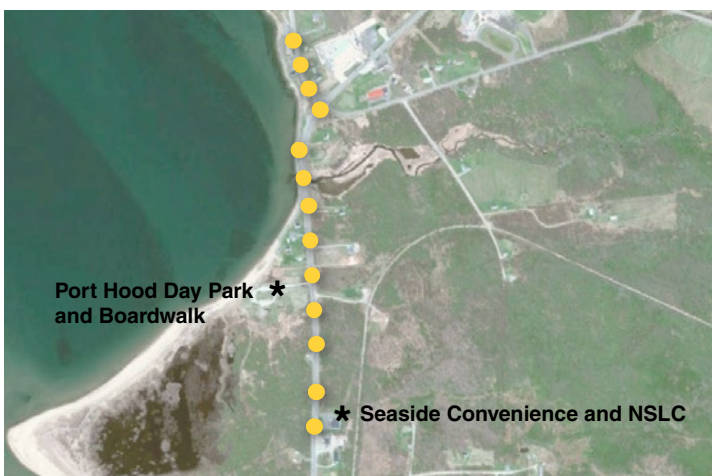 Port Hood Day Park *
and Boardwalk
* Seaside Convenience and NSLC